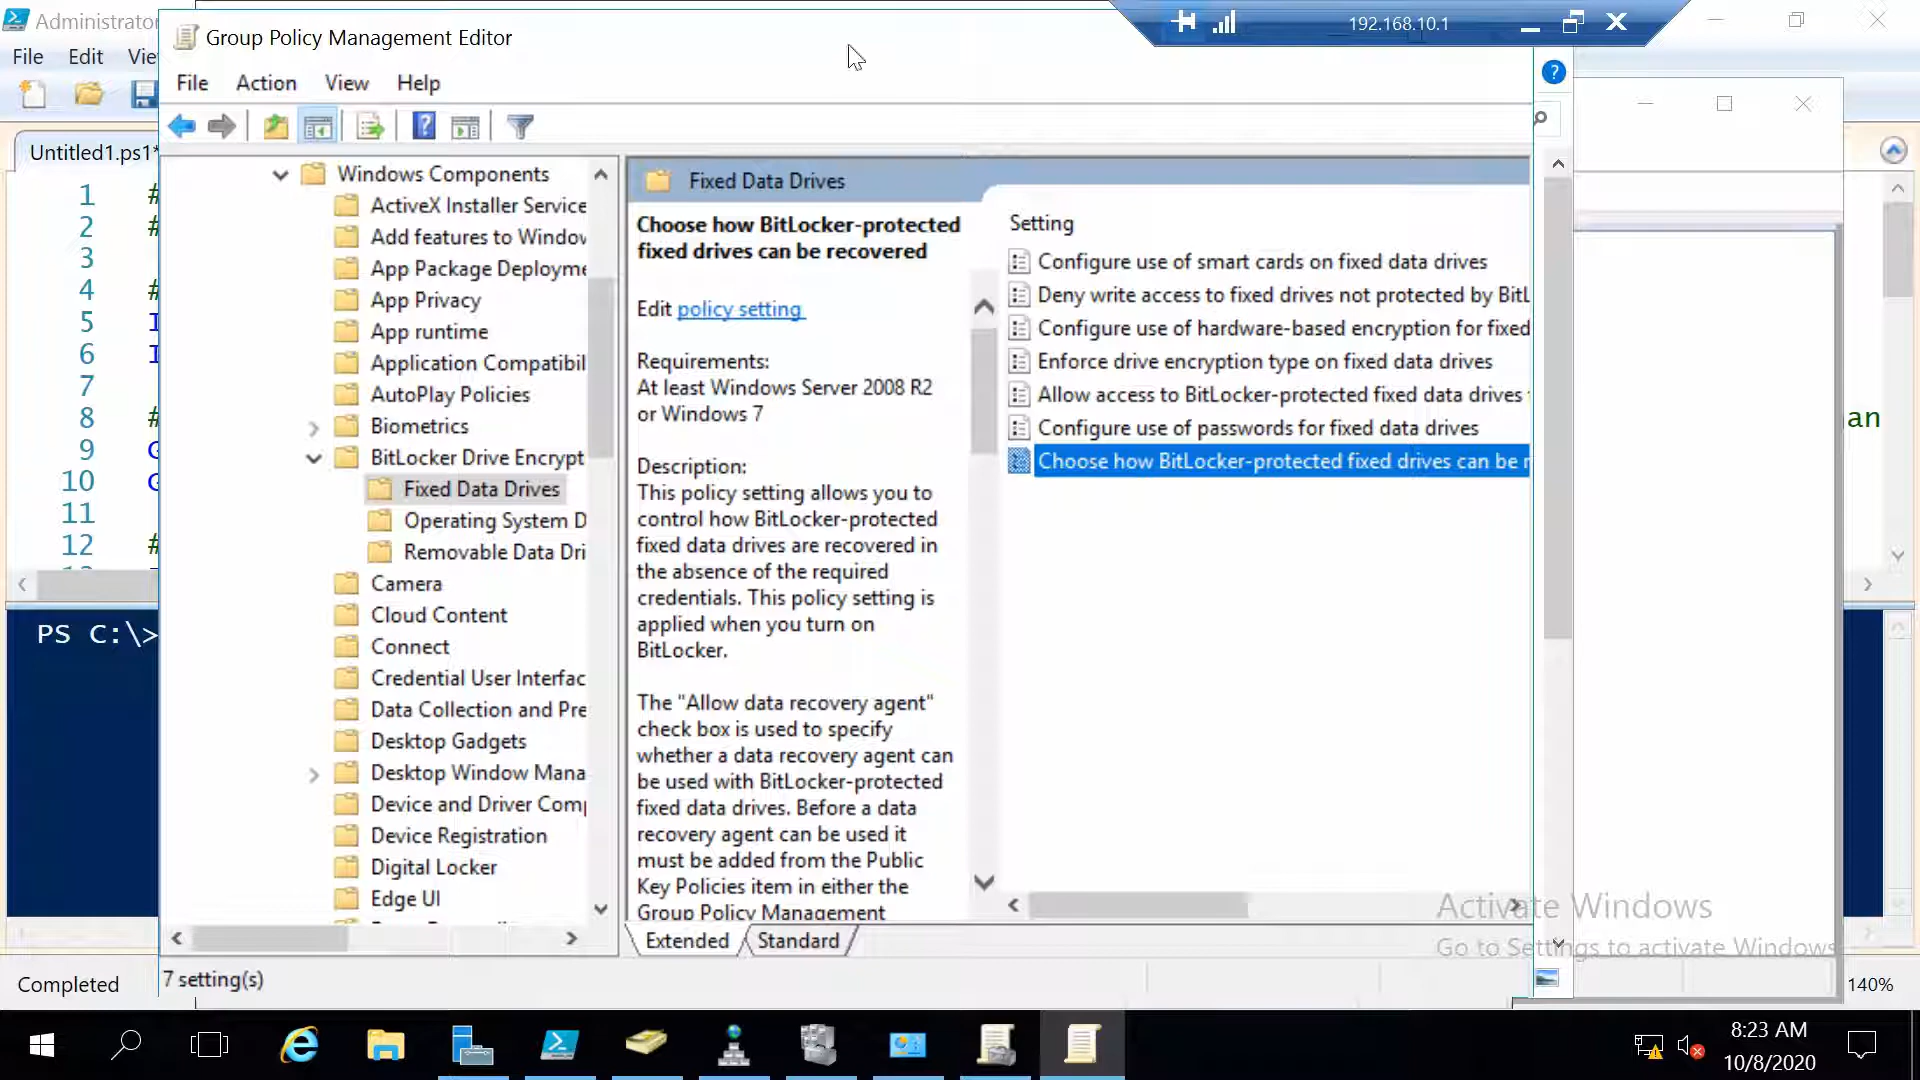 Administrator
Group Policy Management Editor
192.168.10.1
File Edit
File Action View Help
Untitled1.ps1*
1 #
2 #
3
4 #
5 I
6 I
7
8 #
9 G
10 G
11
12 #
PS C:\>
Completed
Windows Components
ActiveX Installer Service
Add features to Window
App Package Deployme
App Privacy
App runtime
Application Compatibil
AutoPlay Policies
Biometrics
BitLocker Drive Encrypt
Fixed Data Drives
Operating System D
Removable Data Dri
Camera
Cloud Content
Connect
Credential User Interfac
Data Collection and Pre
Desktop Gadgets
Desktop Window Mana
Device and Driver Comp
Device Registration
Digital Locker
Edge UI
Fixed Data Drives
Choose how BitLocker-protected
fixed drives can be recovered
Edit policy setting
Requirements:
At least Windows Server 2008 R2
or Windows 7
Description:
This policy setting allows you to
control how BitLocker-protected
fixed data drives are recovered in
the absence of the required
credentials. This policy setting is
applied when you turn on
BitLocker.
The "Allow data recovery agent"
check box is used to specify
whether a data recovery agent can
be used with BitLocker-protected
fixed data drives. Before a data
recovery agent can be used it
must be added from the Public
Key Policies item in either the
Group Policy Management
Setting
Configure use of smart cards on fixed data drives
Deny write access to fixed drives not protected by BitL
Configure use of hardware-based encryption for fixed
Enforce drive encryption type on fixed data drives
Allow access to BitLocker-protected fixed data drives
Configure use of passwords for fixed data drives
Choose how BitLocker-protected fixed drives can be r
an
Extended Standard
7 setting(s)
Activate Windows
Go to Settings to activate Windows
140%
8:23 AM
10/8/2020